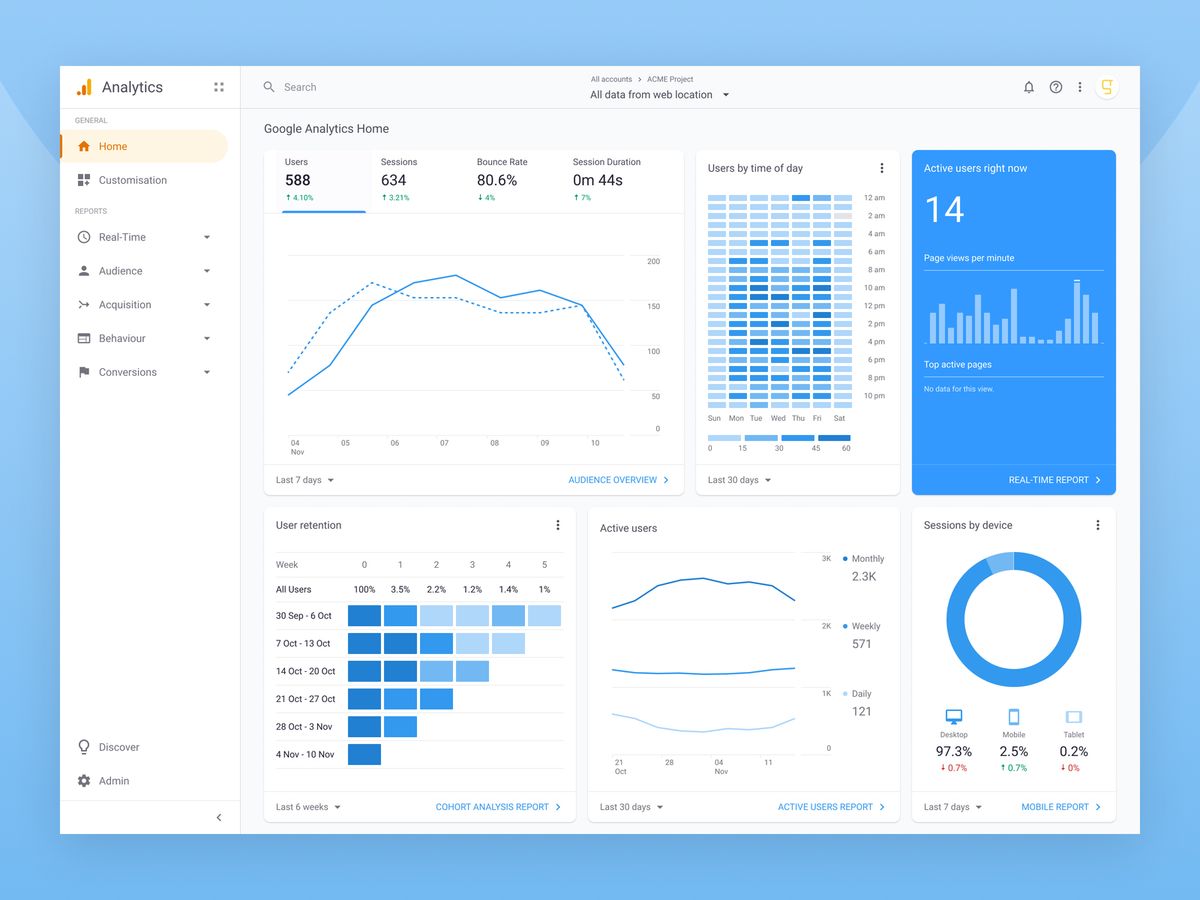 Analytics
Search
All accounts > ACME Project
All data from web location
GENERAL
Home
Customisation
REPORTS
Real-Time
Audience
Acquisition
Behaviour
Conversions
Discover
Admin
Google Analytics Home
Users Sessions Bounce Rate Session Duration
588 634 80.6% 0m 44s
↑ 4.10% ↑ 3.21% ↓ 4% ↑ 7%
200
150
100
50
0
04 05 06 07 08 09 10
Nov
Last 7 days AUDIENCE OVERVIEW
Users by time of day
12 am
2 am
4 am
6 am
8 am
10 am
12 pm
2 pm
4 pm
6 pm
8 pm
10 pm
Sun Mon Tue Wed Thu Fri Sat
0 15 30 45 60
Last 30 days
Active users right now
14
Page views per minute
Top active pages
No data for this view.
REAL-TIME REPORT
User retention
Week 0 1 2 3 4 5
All Users 100% 3.5% 2.2% 1.2% 1.4% 1%
30 Sep - 6 Oct
7 Oct - 13 Oct
14 Oct - 20 Oct
21 Oct - 27 Oct
28 Oct - 3 Nov
4 Nov - 10 Nov
Last 6 weeks COHORT ANALYSIS REPORT
Active users
3K Monthly
2.3K
2K Weekly
571
1K Daily
121
0
21 28 04 11
Oct Nov
Last 30 days ACTIVE USERS REPORT
Sessions by device
Desktop Mobile Tablet
97.3% 2.5% 0.2%
↓ 0.7% ↑ 0.7% ↓ 0%
Last 7 days MOBILE REPORT